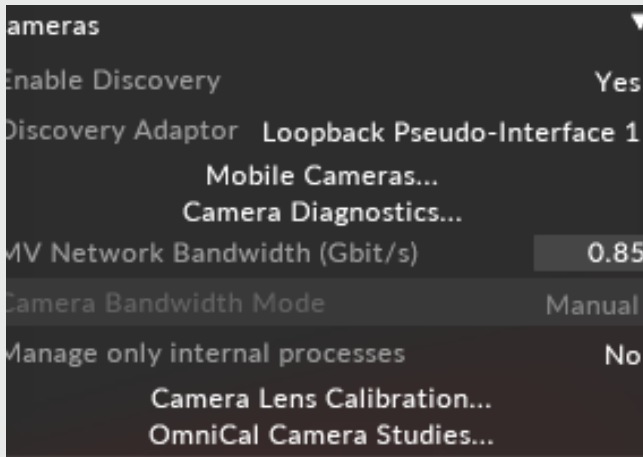 ameras
Enable Discovery Yes
Discovery Adaptor Loopback Pseudo-Interface 1
Mobile Cameras...
Camera Diagnostics...
MV Network Bandwidth (Gbit/s) 0.85
Camera Bandwidth Mode Manual
Manage only internal processes No
Camera Lens Calibration...
OmniCal Camera Studies...